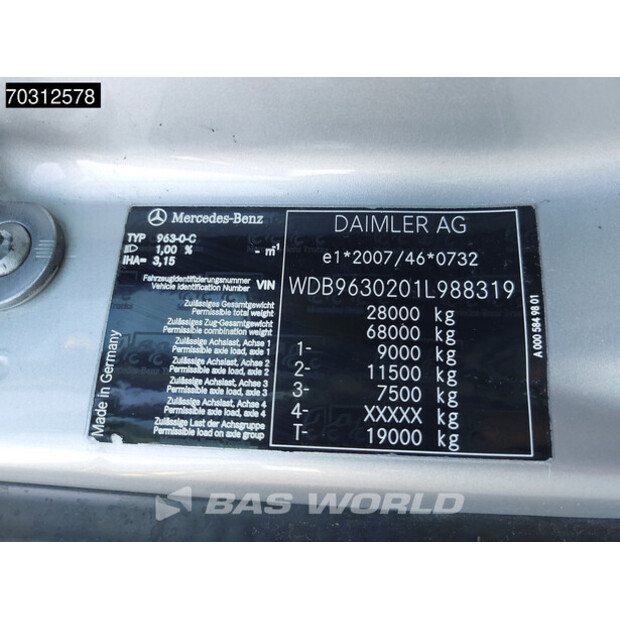 70312578
Mercedes-Benz
TYP 963-0-C
1,00 % - m-1
IHA= 3,15
Fahrzeugidentifizierungsnummer
Vehicle Identification Number VIN
Zulässiges Gesamtgewicht
Permissible total weight
Zulässiges Zug-Gesamtgewicht
Permissible combination weight
Zulässige Achslast, Achse 1
Permissible axle load, axle 1
Zulässige Achslast, Achse 2
Permissible axle load, axle 2
Zulässige Achslast, Achse 3
Permissible axle load, axle 3
Zulässige Achslast, Achse 4
Permissible axle load, axle 4
Zulässige Last der Achsgruppe
Permissible load on axle group
Made in Germany
DAIMLER AG
e1*2007/46*0732
WDB9630201L988319
28000 kg
68000 kg
1- 9000 kg
2- 11500 kg
3- 7500 kg
4- XXXXX kg
T- 19000 kg
A 000 584 98 01
BAS WORLD